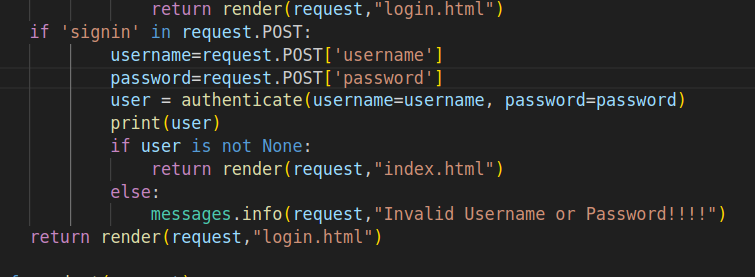 return render(request,"login.html")
if 'signin' in request.POST:
username=request.POST['username']
password=request.POST['password']
user = authenticate(username=username, password=password)
print(user)
if user is not None:
return render(request,"index.html")
else:
messages.info(request,"Invalid Username or Password!!!!")
return render(request,"login.html")